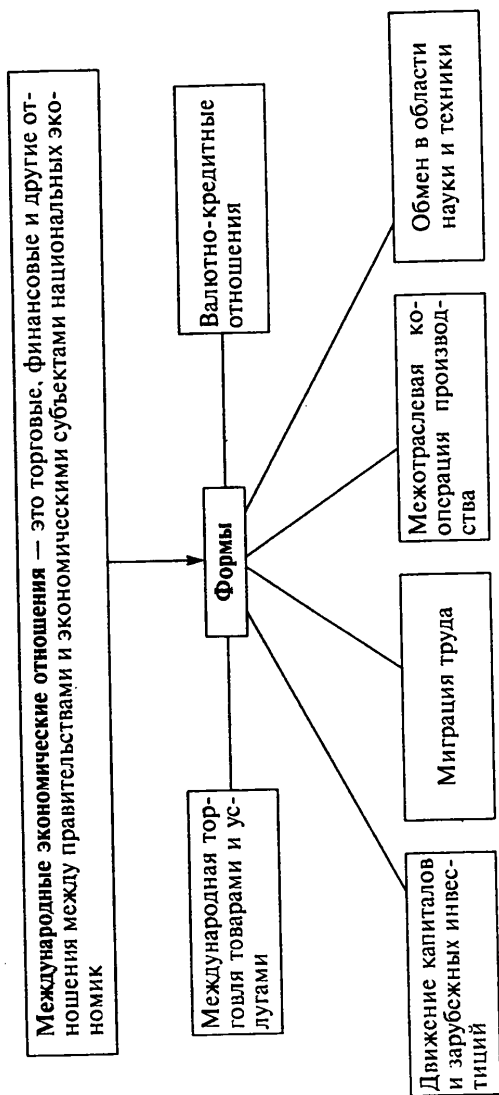 Международные экономические отношения — это торговые, финансовые и другие от-
ношения между правительствами и экономическими субъектами национальных эко-
номик
Международная тор-
говля товарами и ус-
лугами
Формы
Валютно-кредитные
отношения
Движение капиталов
и зарубежных инвес-
тиций
Миграция труда
Межотраслевая ко-
операция производ-
ства
Обмен в области
науки и техники